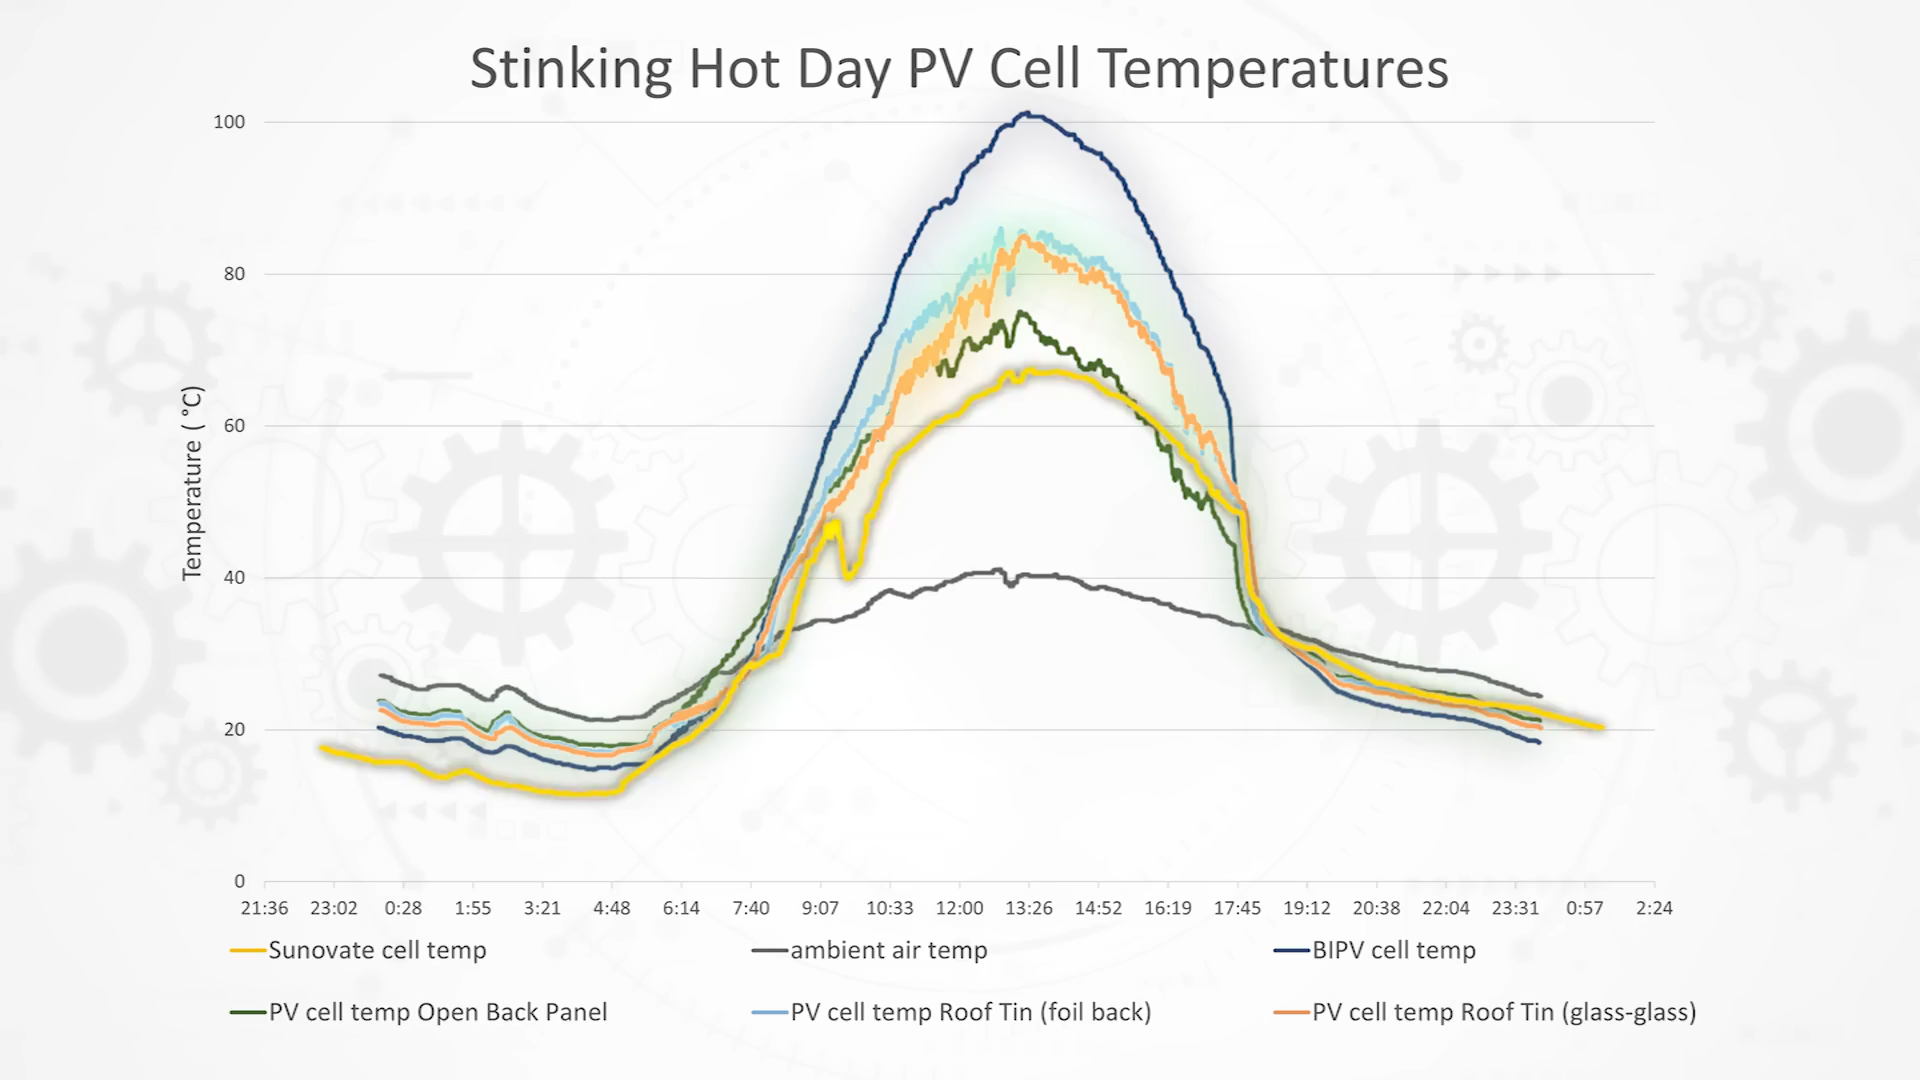 Stinking Hot Day PV Cell Temperatures
Temperature ( °C)
100
80
60
40
20
0
21:36 23:02 0:28 1:55 3:21 4:48 6:14 7:40 9:07 10:33 12:00 13:26 14:52 16:19 17:45 19:12 20:38 22:04 23:31 0:57 2:24
Sunovate cell temp ambient air temp BIPV cell temp
PV cell temp Open Back Panel PV cell temp Roof Tin (foil back) PV cell temp Roof Tin (glass-glass)